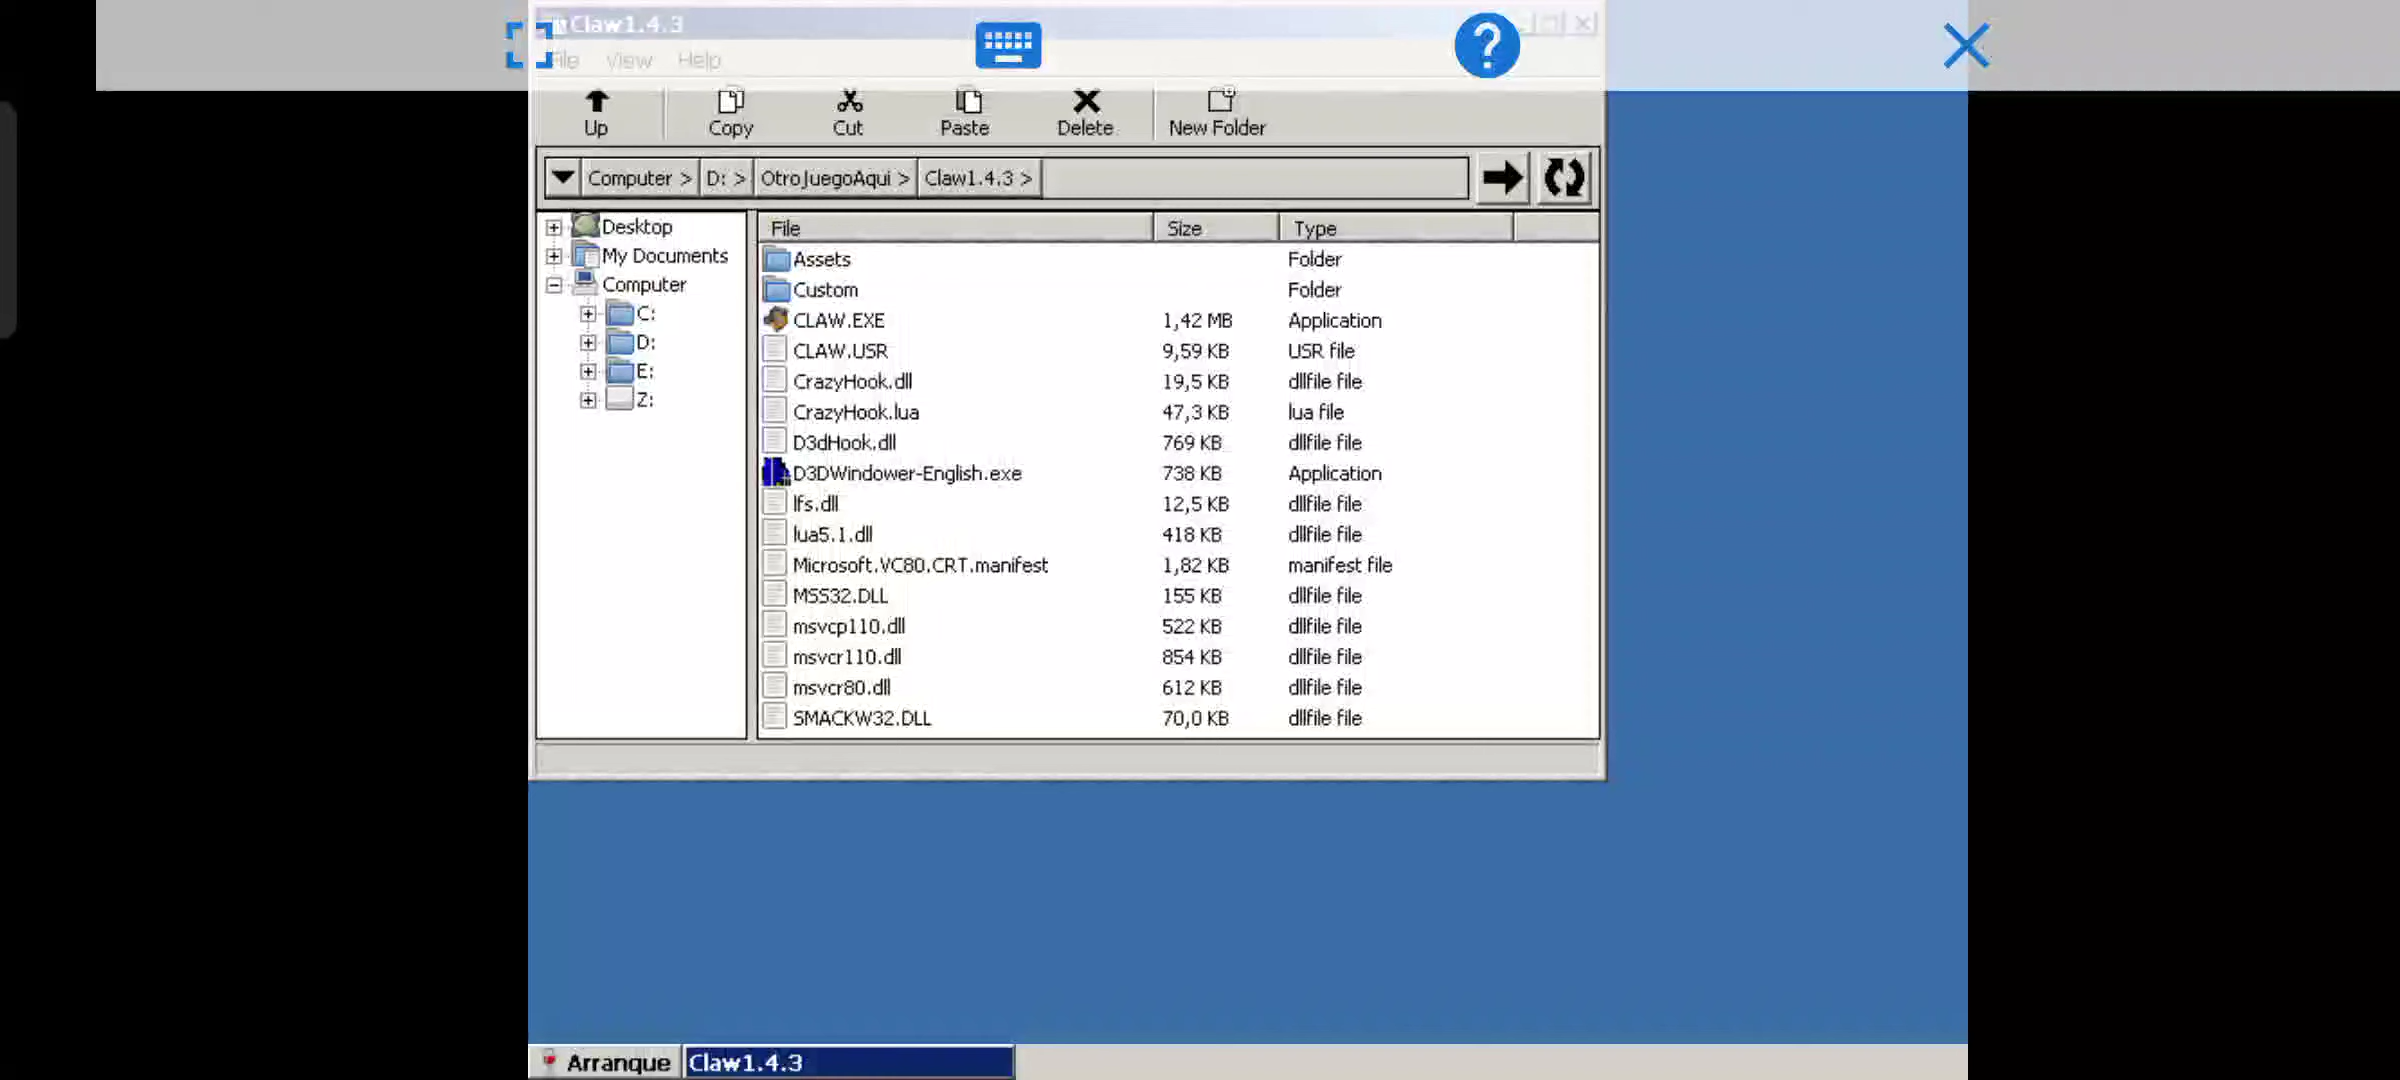 Claw1.4.3
File View Help
Up Copy Cut Paste Delete New Folder
Computer > D: > OtroJuegoAqui > Claw1.4.3 >
Desktop
My Documents
Computer
C:
D:
E:
Z:
File Size Type
Assets Folder
Custom Folder
CLAW.EXE 1,42 MB Application
CLAW.USR 9,59 KB USR file
CrazyHook.dll 19,5 KB dllfile file
CrazyHook.lua 47,3 KB lua file
D3dHook.dll 769 KB dllfile file
D3DWindower-English.exe 738 KB Application
lfs.dll 12,5 KB dllfile file
lua5.1.dll 418 KB dllfile file
Microsoft.VC80.CRT.manifest 1,82 KB manifest file
MSS32.DLL 155 KB dllfile file
msvcp110.dll 522 KB dllfile file
msvcr110.dll 854 KB dllfile file
msvcr80.dll 612 KB dllfile file
SMACKW32.DLL 70,0 KB dllfile file
Arranque Claw1.4.3